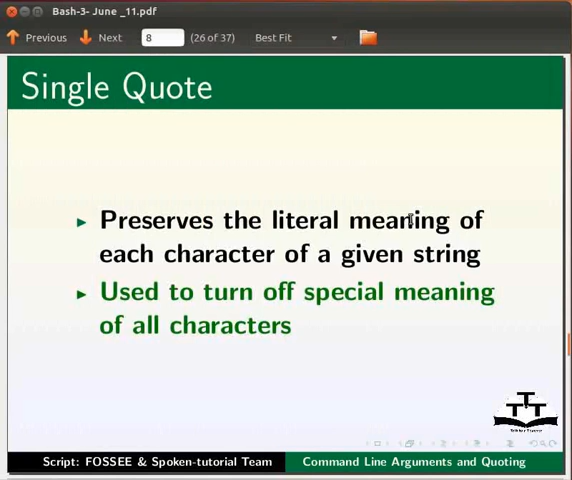 Bash-3- June _11.pdf
Previous Next 8 (26 of 37) Best Fit
Single Quote
Preserves the literal meaning of
each character of a given string
Used to turn off special meaning
of all characters
Script: FOSSEE & Spoken-tutorial Team Command Line Arguments and Quoting